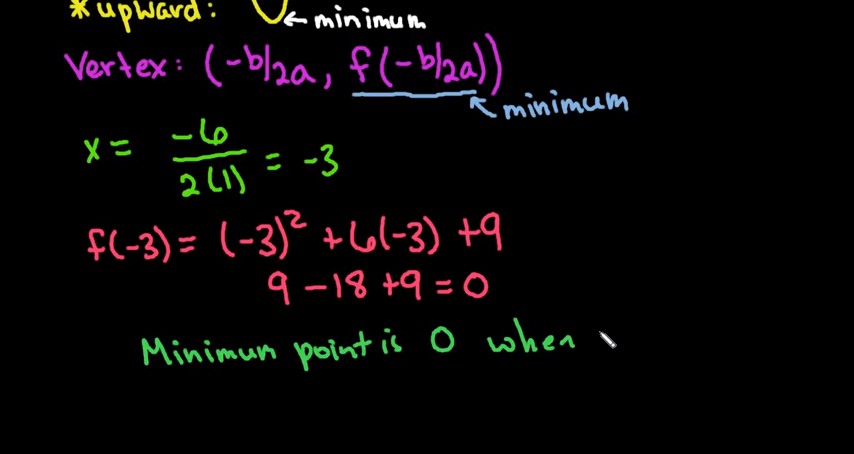 *upward:
minimum
Vertex: (-b/2a, f(-b/2a))
minimum
x = -6/2(1) = -3
f(-3) = (-3)² + 6(-3) +9
9 -18 +9 = 0
Minimum point is 0 when